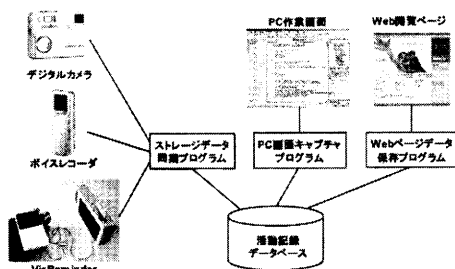 PC作業画面
Web閲覧ページ
デジタルカメラ
ボイスレコーダ
ストレージデータ
同期プログラム
PC画面キャプチャ
プログラム
Webページデータ
保存プログラム
活動記録
データベース
VisReminder